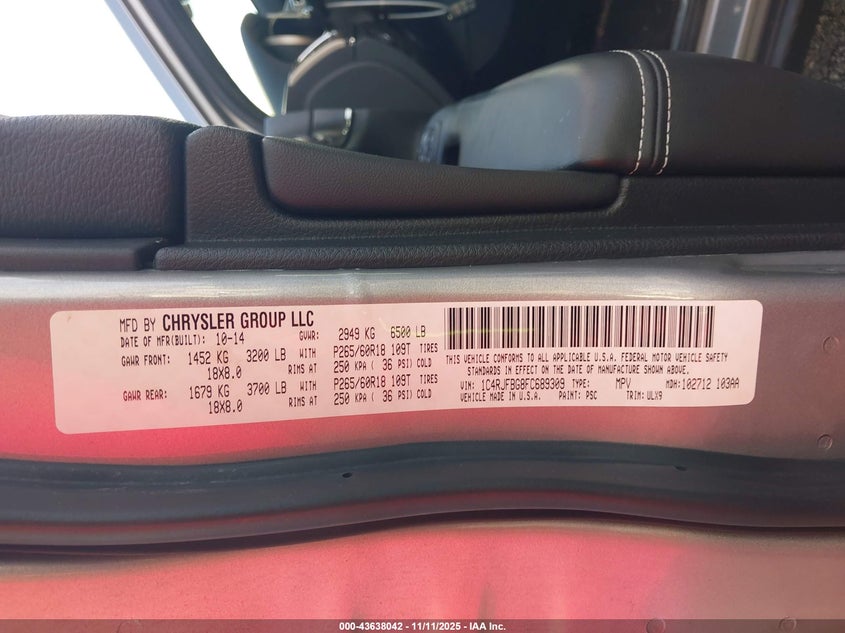 MFD BY CHRYSLER GROUP LLC
DATE OF MFR(BUILT): 10-14 GVWR: 2949 KG 6500 LB
GAWR FRONT: 1452 KG 3200 LB WITH P265/60R18 109T TIRES
18X8.0 RIMS AT 250 KPA ( 36 PSI) COLD
GAWR REAR: 1679 KG 3700 LB WITH P265/60R18 109T TIRES
18X8.0 RIMS AT 250 KPA ( 36 PSI) COLD
THIS VEHICLE CONFORMS TO ALL APPLICABLE U.S.A. FEDERAL MOTOR VEHICLE SAFETY
STANDARDS IN EFFECT ON THE DATE OF MANUFACTURE SHOWN ABOVE.
VIN: 1C4RJFBG8FC689309 TYPE: MPV MDH:102712 103AA
VEHICLE MADE IN U.S.A. PAINT: PSC TRIM: ULX9
000-43638042 - 11/11/2025 - IAA Inc.